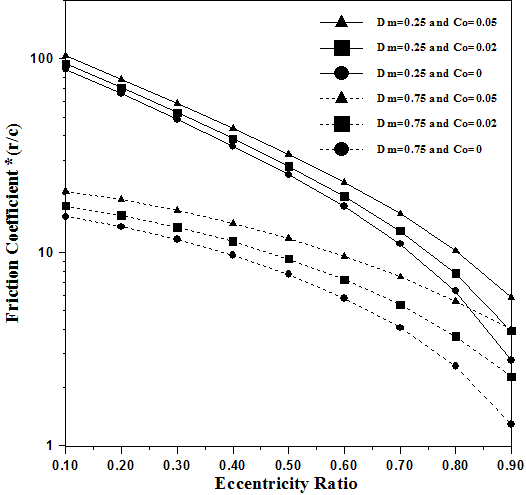 Dm=0.25 and Co=0.05
Dm=0.25 and Co=0.02
Dm=0.25 and Co=0
Dm=0.75 and Co=0.05
Dm=0.75 and Co=0.02
Dm=0.75 and Co=0
Friction Coefficient *(r/c)
100
10
1
0.10 0.20 0.30 0.40 0.50 0.60 0.70 0.80 0.90
Eccentricity Ratio